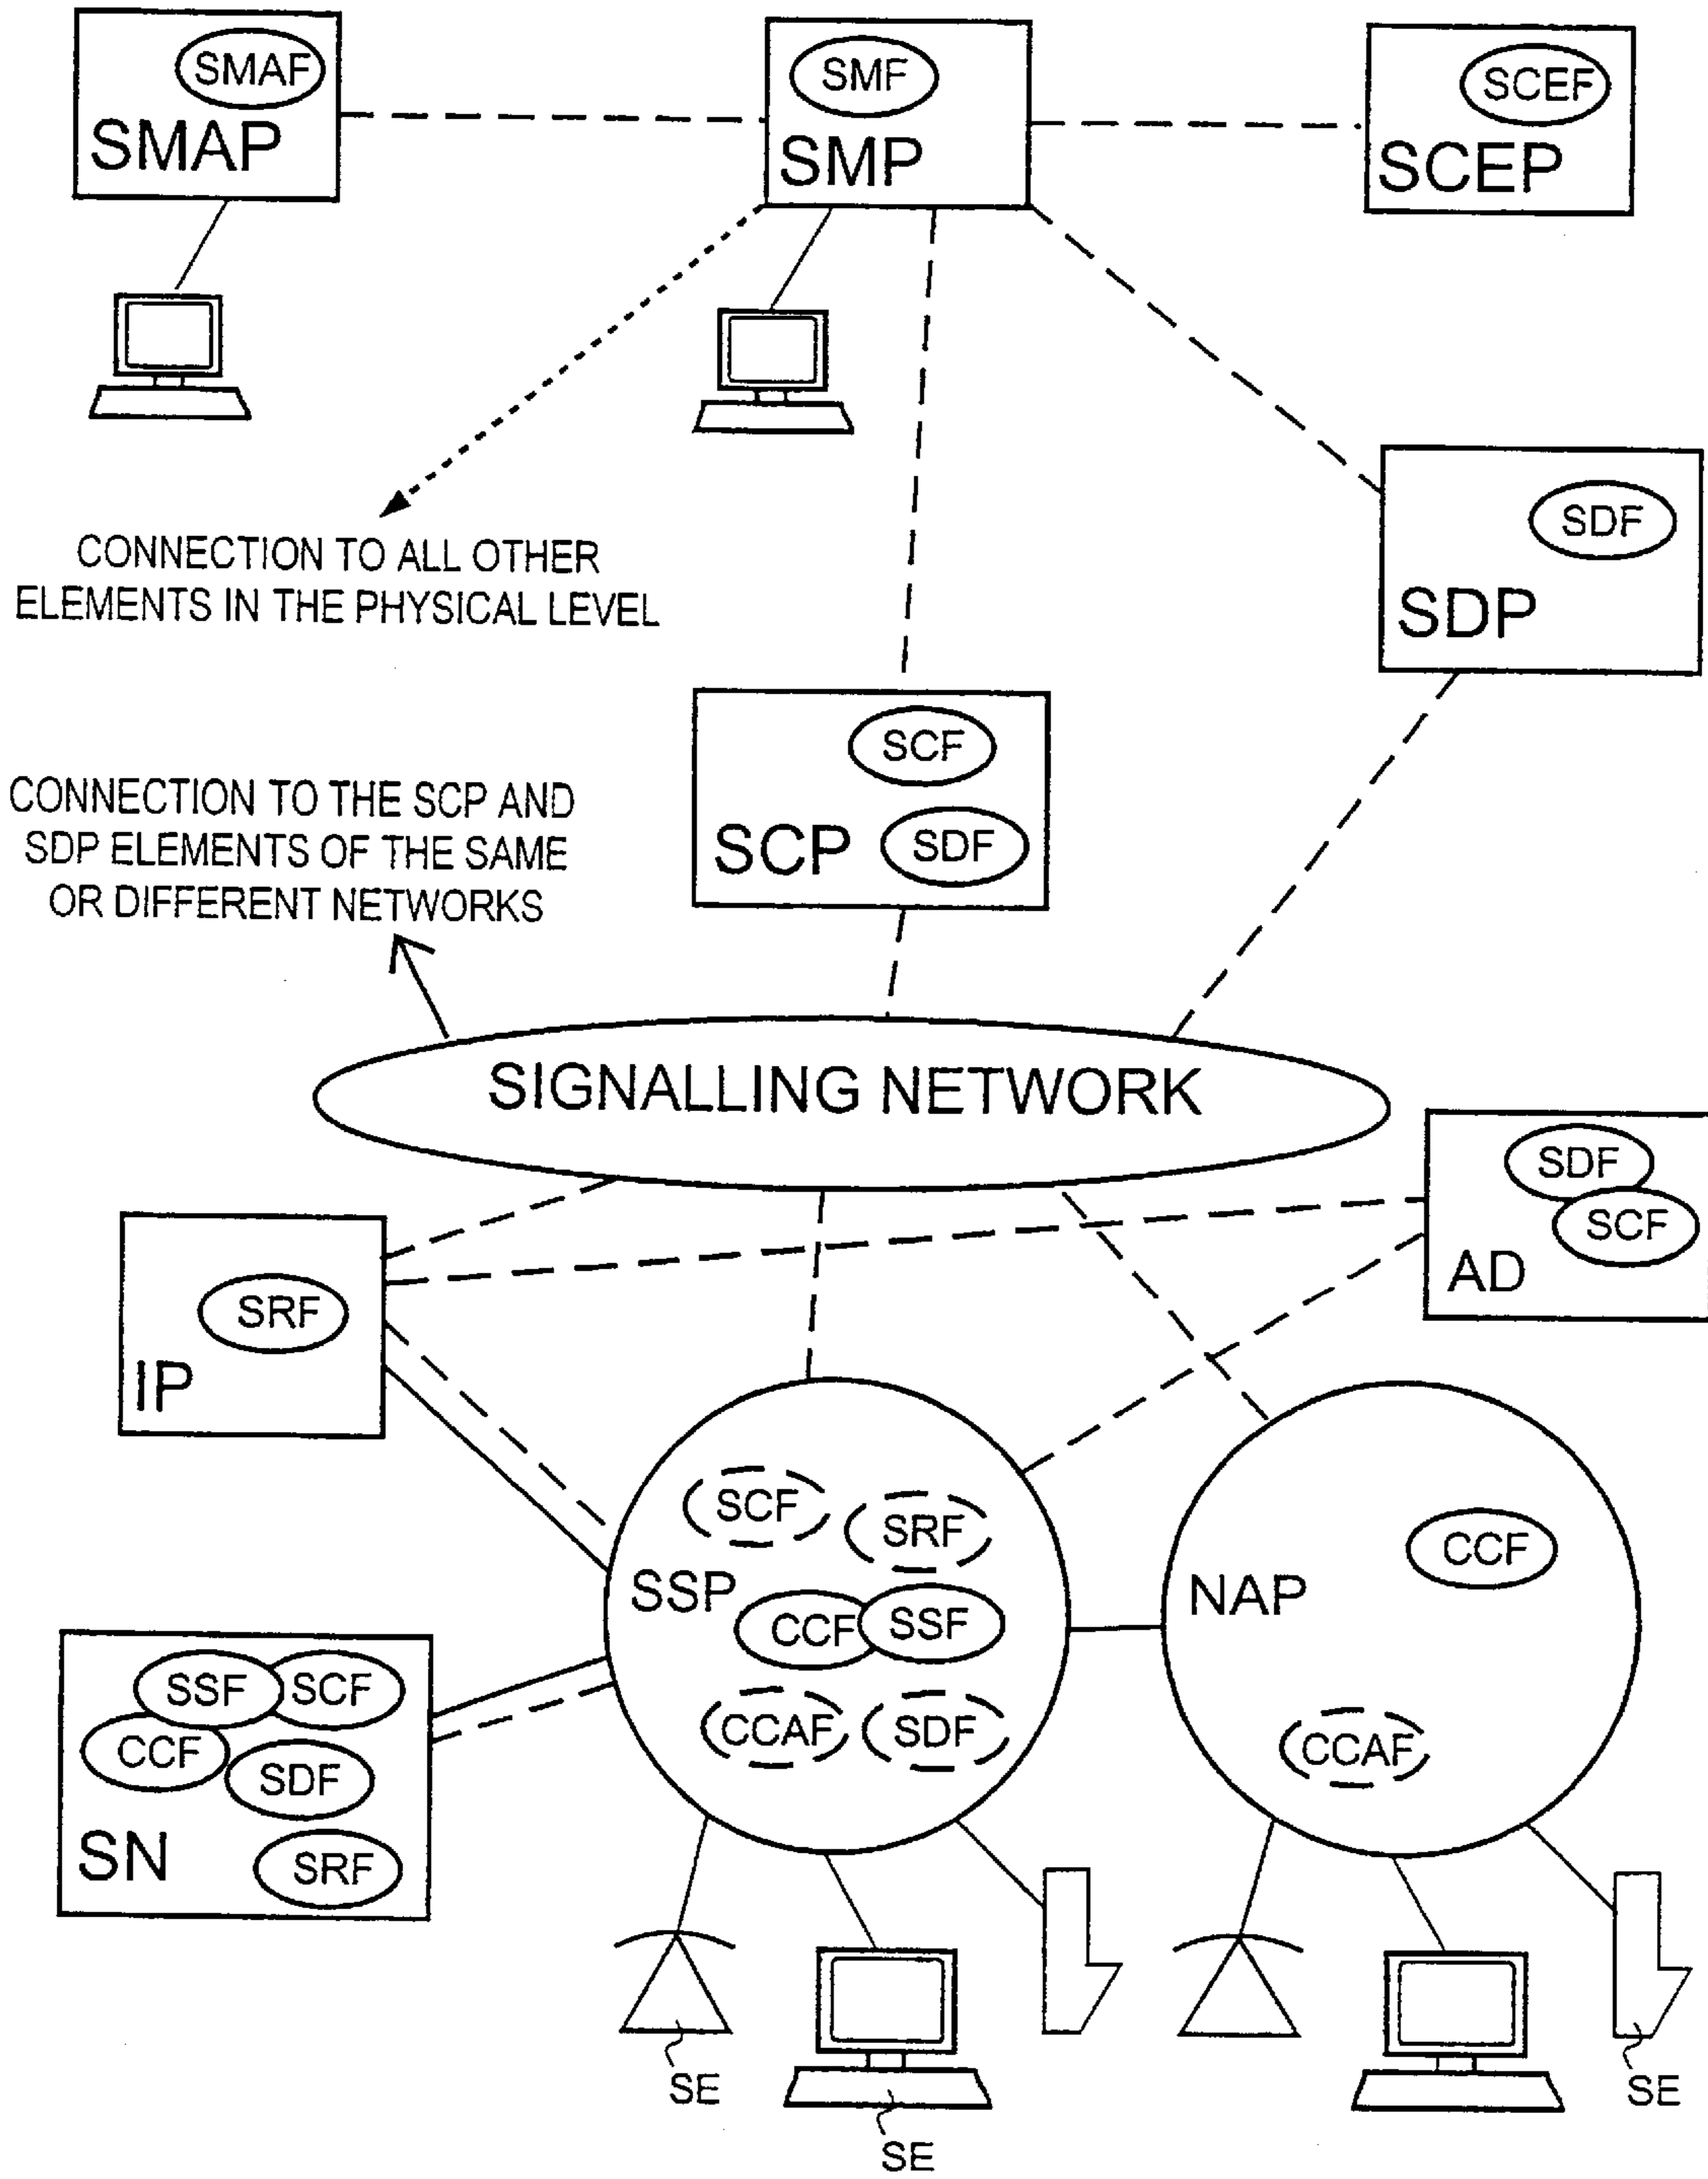 SMAF
SMAP
SMF
SMP
SCEF
SCEP
CONNECTION TO ALL OTHER
ELEMENTS IN THE PHYSICAL LEVEL
SDF
SDP
SCF
SCP
SDF
CONNECTION TO THE SCP AND
SDP ELEMENTS OF THE SAME
OR DIFFERENT NETWORKS
SIGNALLING NETWORK
SDF
SCF
AD
SRF
IP
SCF
SRF
SSP
CCF
SSF
CCAF
SDF
CCF
NAP
CCAF
SSF
SCF
CCF
SDF
SN
SRF
SE
SE
SE